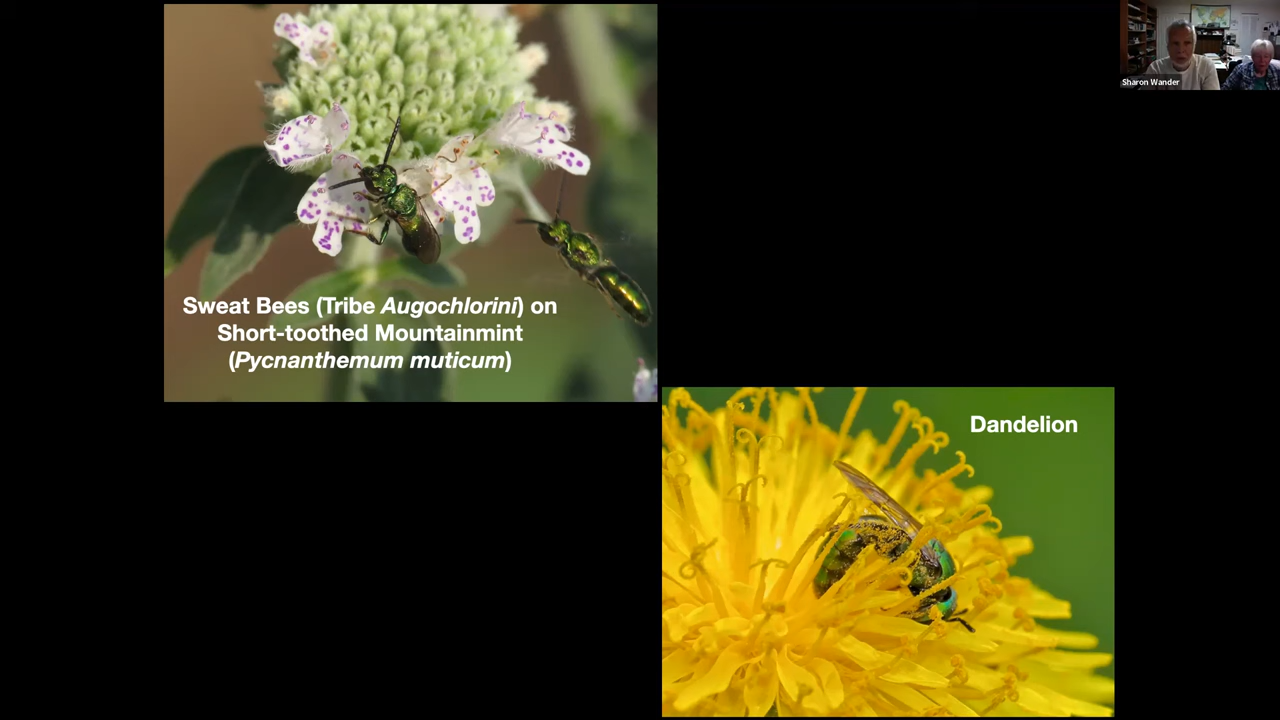 Sharon Wander
Sweat Bees (Tribe Augochlorini) on
Short-toothed Mountainmint
(Pycnanthemum muticum)
Dandelion